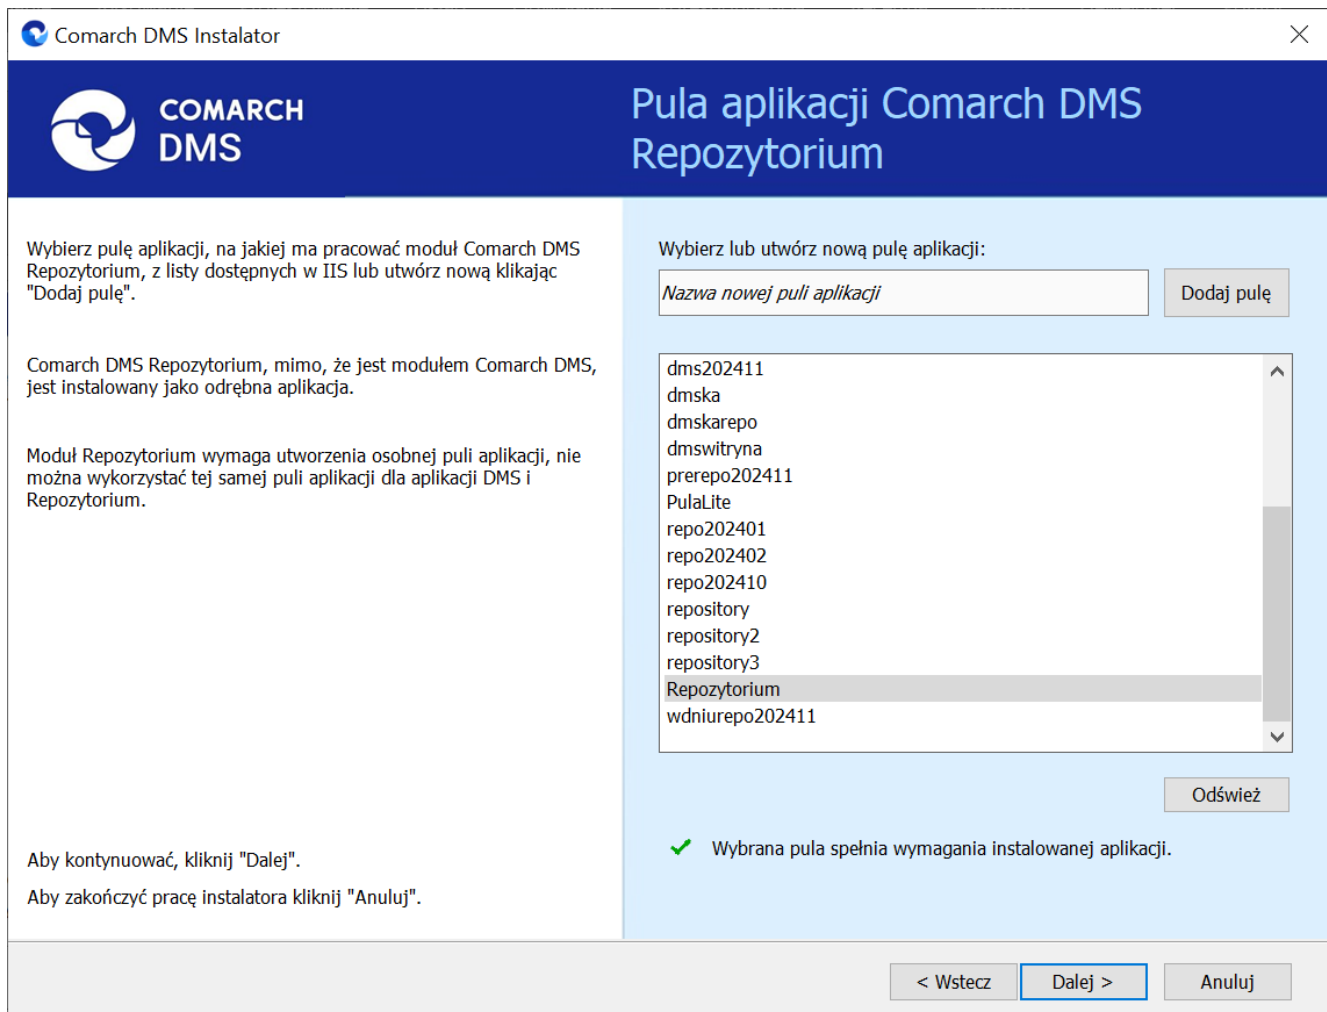 Comarch DMS Instalator
COMARCH
DMS
Pula aplikacji Comarch DMS
Repozytorium
Wybierz pulę aplikacji, na jakiej ma pracować moduł Comarch DMS
Repozytorium, z listy dostępnych w IIS lub utwórz nową klikając
"Dodaj pulę".
Comarch DMS Repozytorium, mimo, że jest modułem Comarch DMS,
jest instalowany jako odrębna aplikacja.
Moduł Repozytorium wymaga utworzenia osobnej puli aplikacji, nie
można wykorzystać tej samej puli aplikacji dla aplikacji DMS i
Repozytorium.
Aby kontynuować, kliknij "Dalej".
Aby zakończyć pracę instalatora kliknij "Anuluj".
Wybierz lub utwórz nową pulę aplikacji:
Nazwa nowej puli aplikacji
Dodaj pulę
dms202411
dmska
dmskarepo
dmswitryna
prerepo202411
PulaLite
repo202401
repo202402
repo202410
repository
repository2
repository3
Repozytorium
wdniurepo202411
Odśwież
Wybrana pula spełnia wymagania instalowanej aplikacji.
< Wstecz
Dalej >
Anuluj